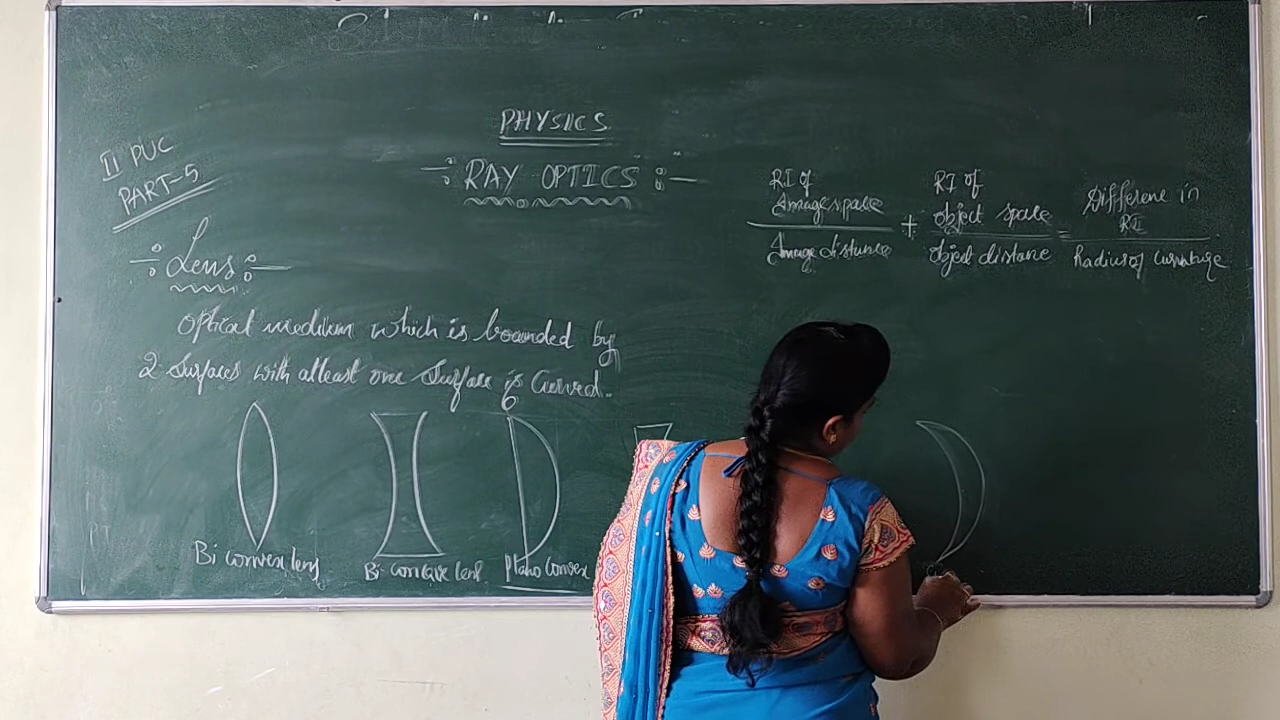 PHYSICS
II PUC
PART-5
RAY OPTICS
RI of
Image space
Image distance
+
RI of
object space
object distane
=
Differene in
RI
Radius of curvature
Lens
Optical medium which is bounded by
2 Surfaces with atleast one Surface is Curved.
Bi convex lens
Bi-concave lens
Plano Convex